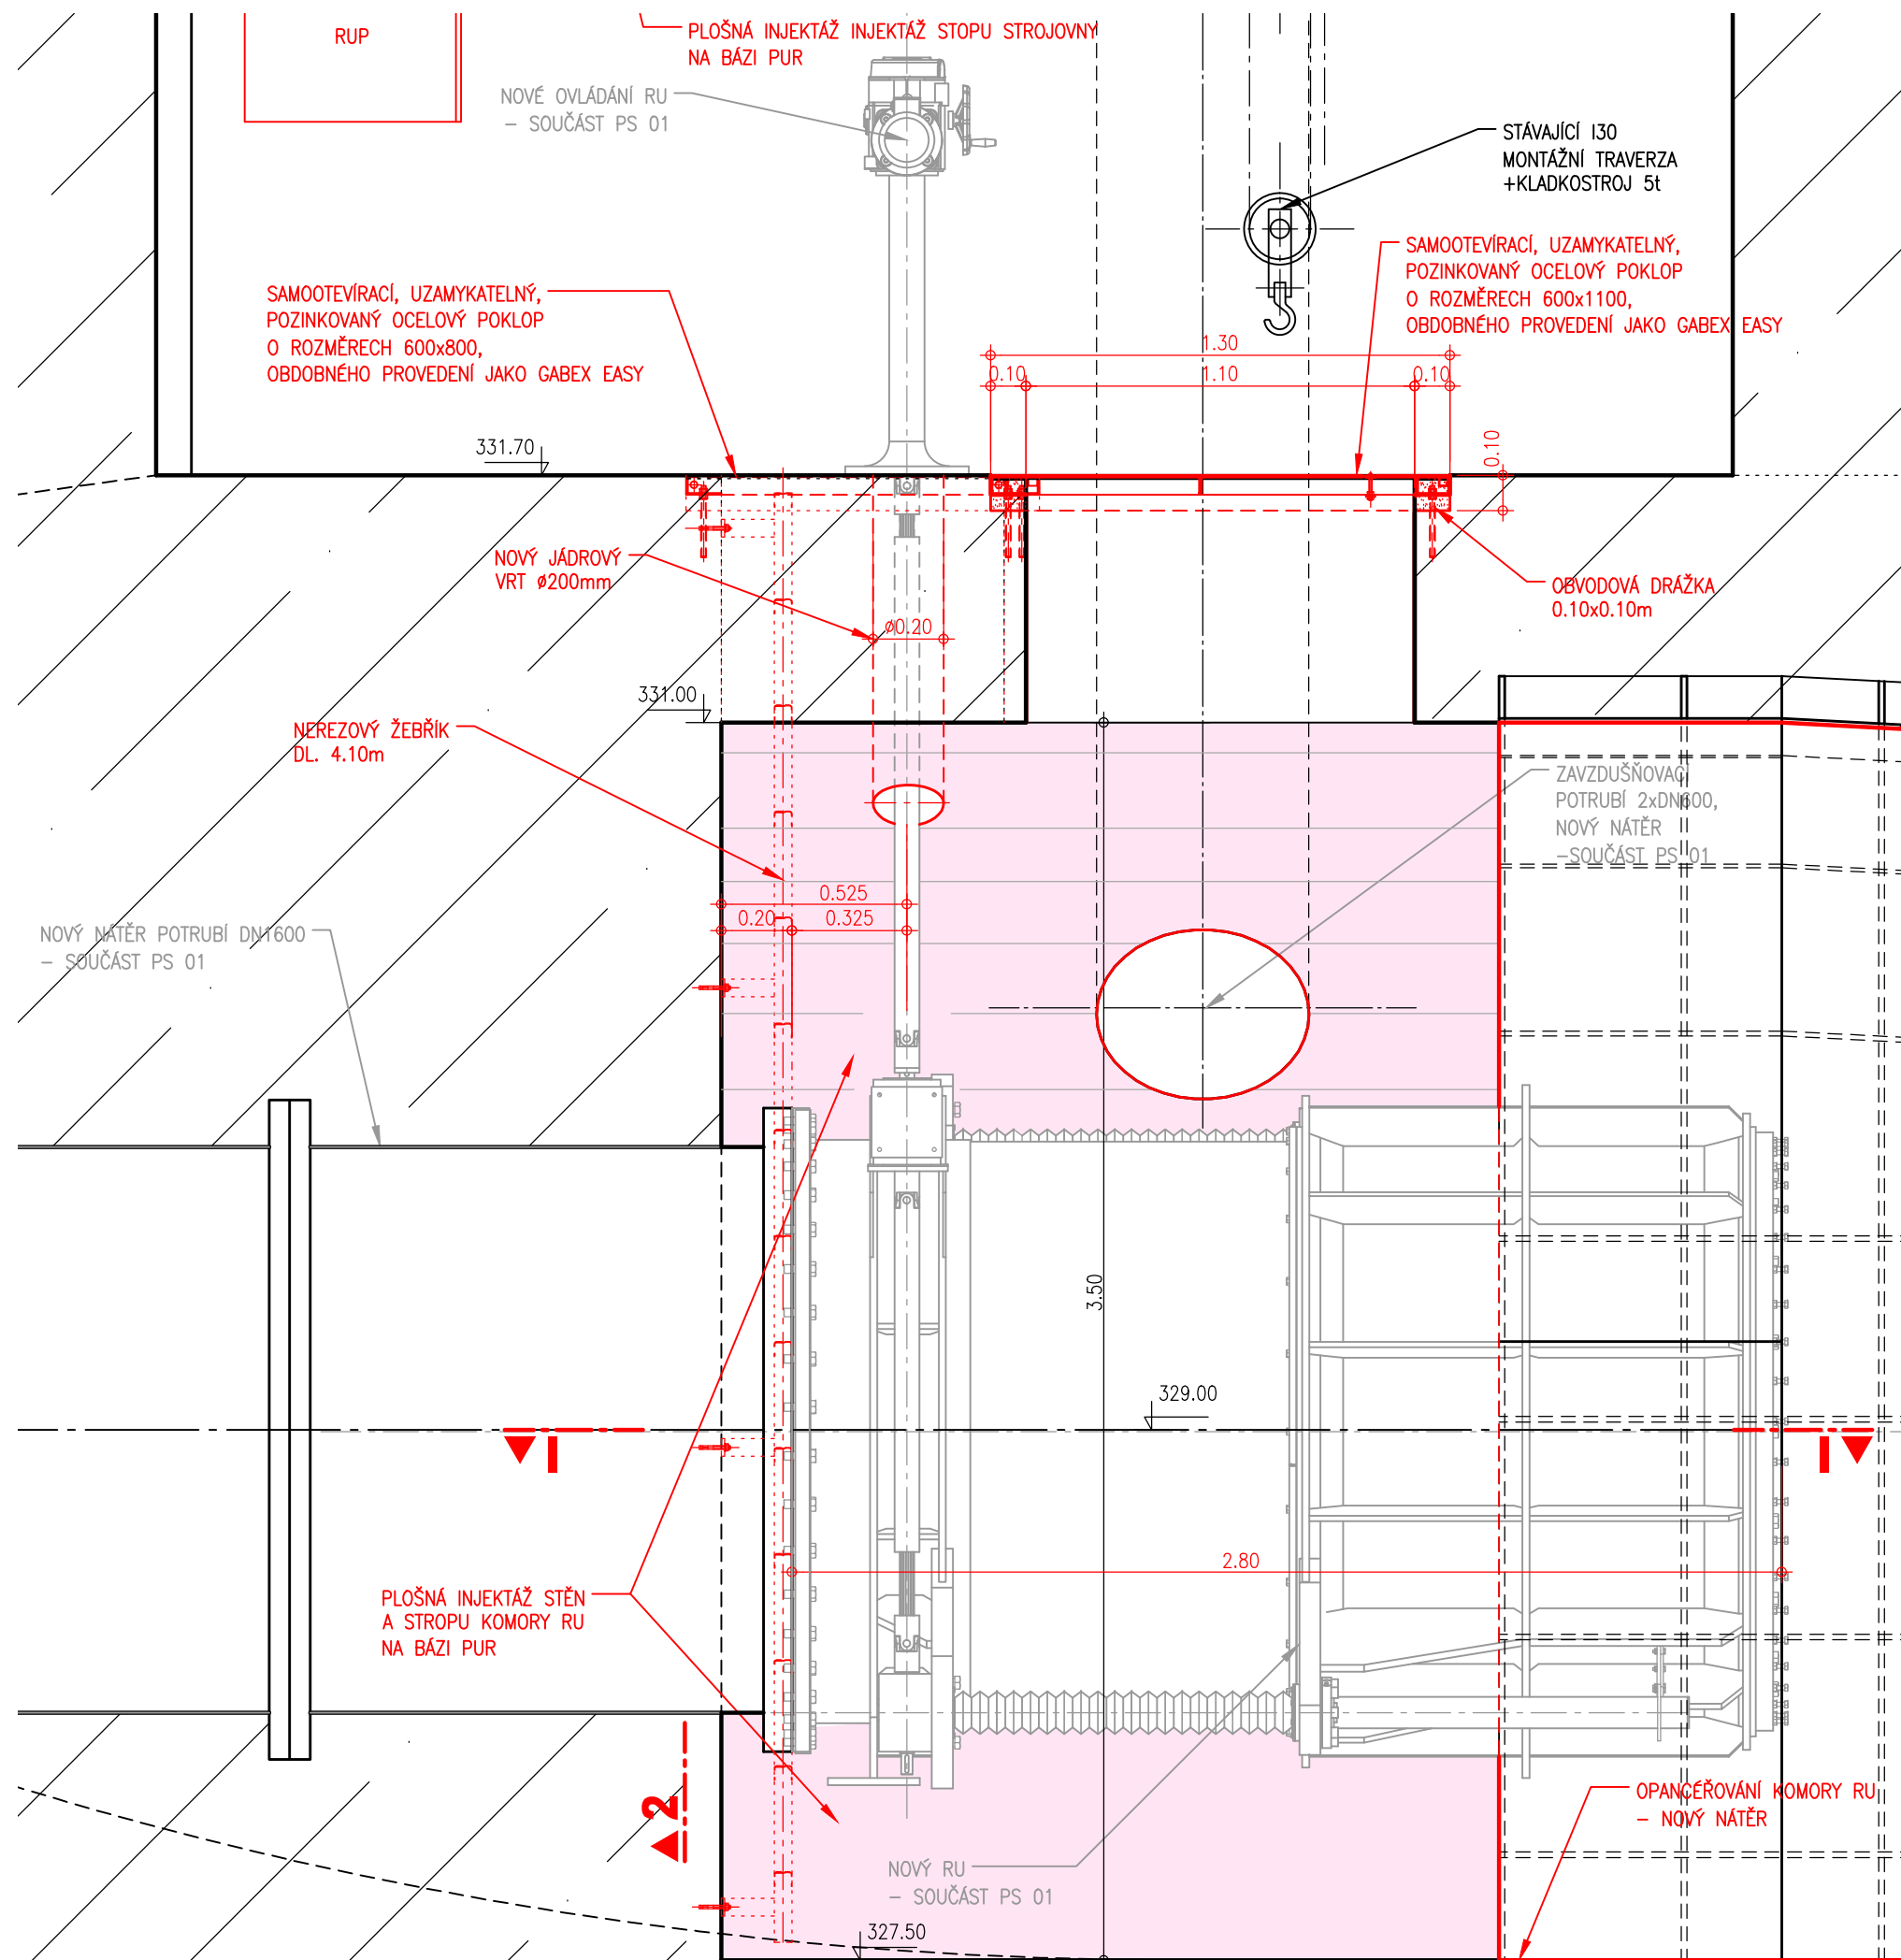 RUP
PLOŠNÁ INJEKTÁŽ INJEKTÁŽ STOPU STROJOVNY
NA BÁZI PUR
NOVÉ OVLÁDÁNÍ RU
– SOUČÁST PS 01
STÁVAJÍCÍ I30
MONTÁŽNÍ TRAVERZA
+KLADKOSTROJ 5t
SAMOOTEVÍRACÍ, UZAMYKATELNÝ,
POZINKOVANÝ OCELOVÝ POKLOP
O ROZMĚRECH 600x1100,
OBDOBNÉHO PROVEDENÍ JAKO GABEX EASY
SAMOOTEVÍRACÍ, UZAMYKATELNÝ,
POZINKOVANÝ OCELOVÝ POKLOP
O ROZMĚRECH 600x800,
OBDOBNÉHO PROVEDENÍ JAKO GABEX EASY
1.30
0.10
1.10
0.10
0.10
331.70
NOVÝ JÁDROVÝ
VRT ø200mm
ø0.20
OBVODOVÁ DRÁŽKA
0.10x0.10m
331.00
NEREZOVÝ ŽEBŘÍK
DL. 4.10m
ZAVZDUŠŇOVACÍ
POTRUBÍ 2xDN600,
NOVÝ NÁTĚR
–SOUČÁST PS 01
0.525
0.20
0.325
NOVÝ NÁTĚR POTRUBÍ DN1600
– SOUČÁST PS 01
3.50
329.00
I
I
2.80
PLOŠNÁ INJEKTÁŽ STĚN
A STROPU KOMORY RU
NA BÁZI PUR
2
OPANCÉŘOVÁNÍ KOMORY RU
– NOVÝ NÁTĚR
NOVÝ RU
– SOUČÁST PS 01
327.50